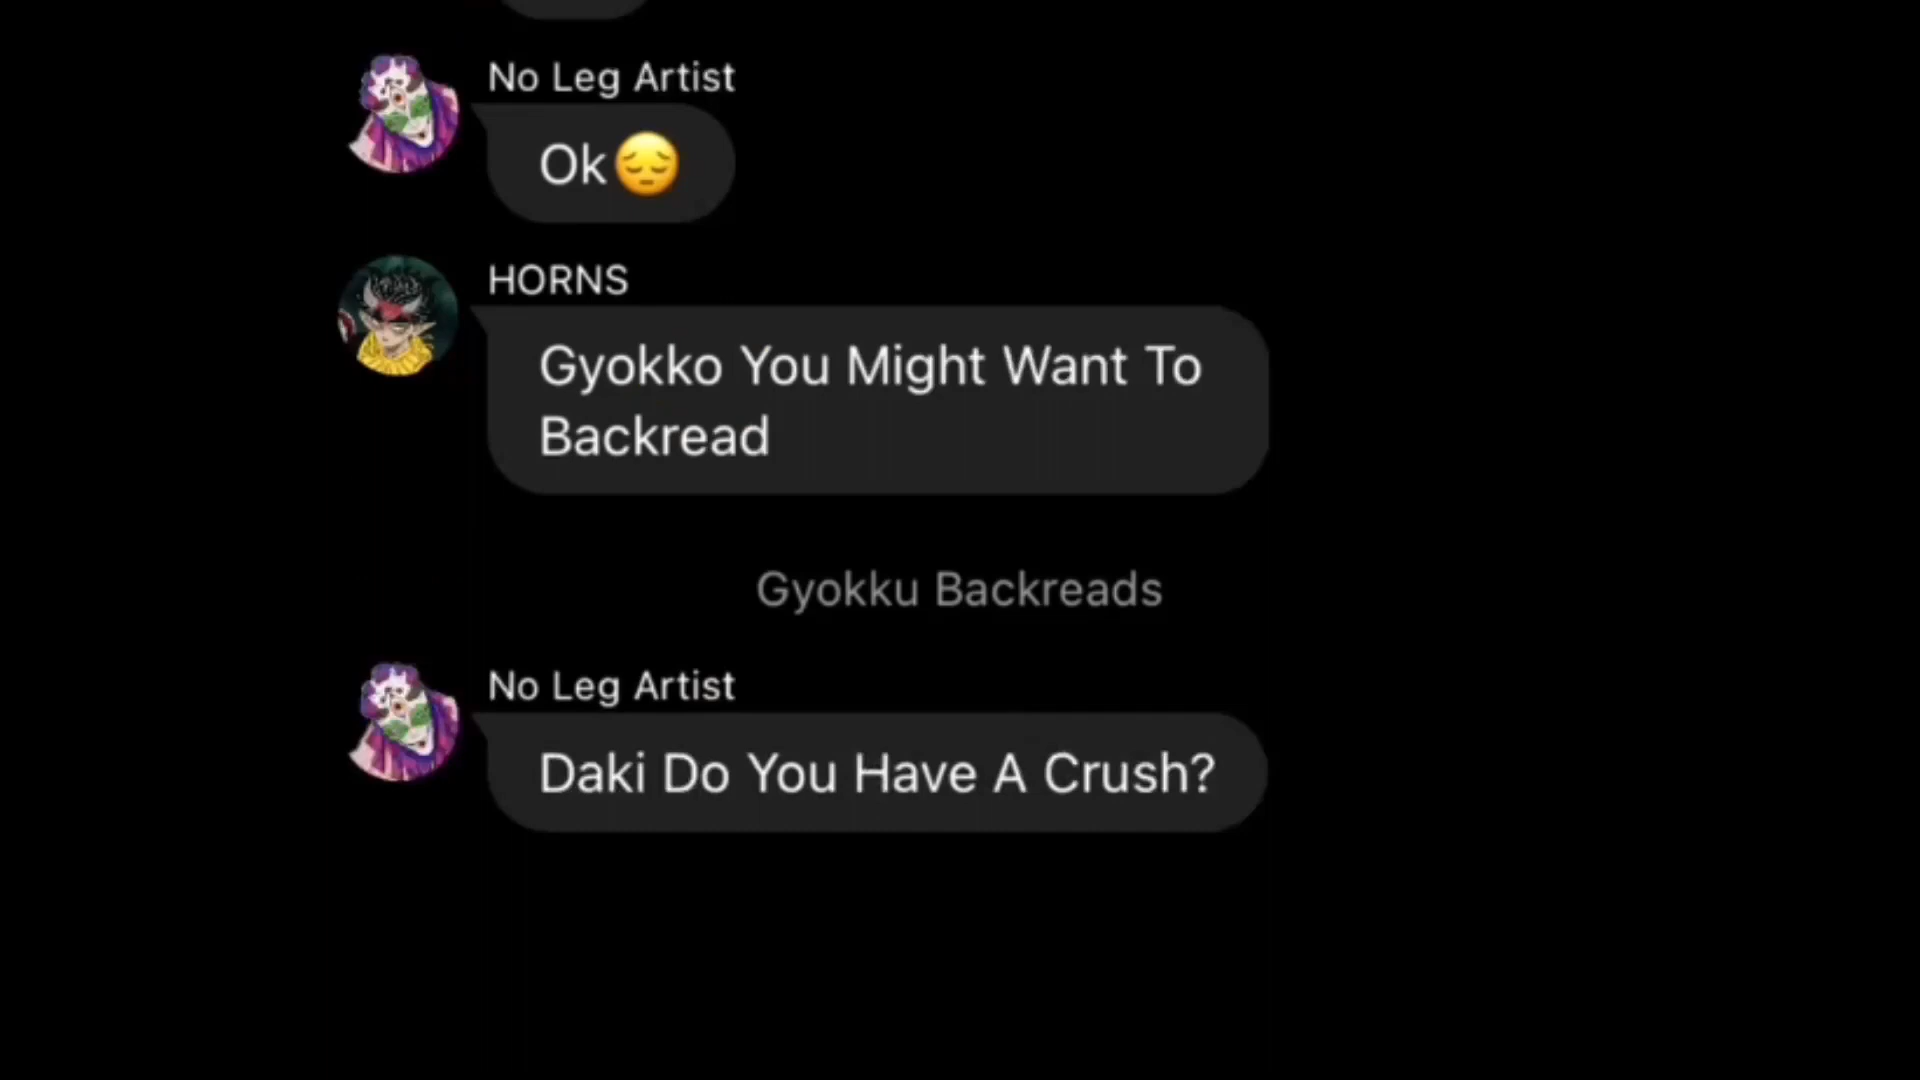 No Leg Artist
Ok😔
HORNS
Gyokko You Might Want To
Backread
Gyokku Backreads
No Leg Artist
Daki Do You Have A Crush?